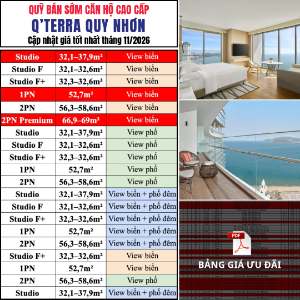 QUỸ BÁN SỚM CĂN HỘ CAO CẤP
Q'TERRA QUY NHƠN
Cập nhật giá tốt nhất tháng 11/2026
Studio 32,1–37,9m² View biển
Studio F 32,1–32,6m² View biển
Studio F+ 32,3–32,6m² View biển
1PN 52,7m² View biển
2PN 56,3–58,6m² View biển
2PN Premium 66,9–69m² View biển
Studio 32,1–37,9m² View phố
Studio F 32,1–32,6m² View phố
Studio F+ 32,3–32,6m² View phố
1PN 52,7m² View phố
2PN 56,3–58,6m² View phố
Studio 32,1–37,9m² View biển + phố đêm
Studio F 32,1–32,6m² View biển + phố đêm
Studio F+ 32,3–32,6m² View biển + phố đêm
1PN 52,7m² View biển + phố đêm
2PN 56,3–58,6m² View biển + phố đêm
Studio F+ 32,3–32,6m² View biển
1PN 52,7m² View biển
2PN 56,3–58,6m² View phố
Studio 32,1–37,9m² View biển + phố đêm
PDF
BẢNG GIÁ ƯU ĐÃI